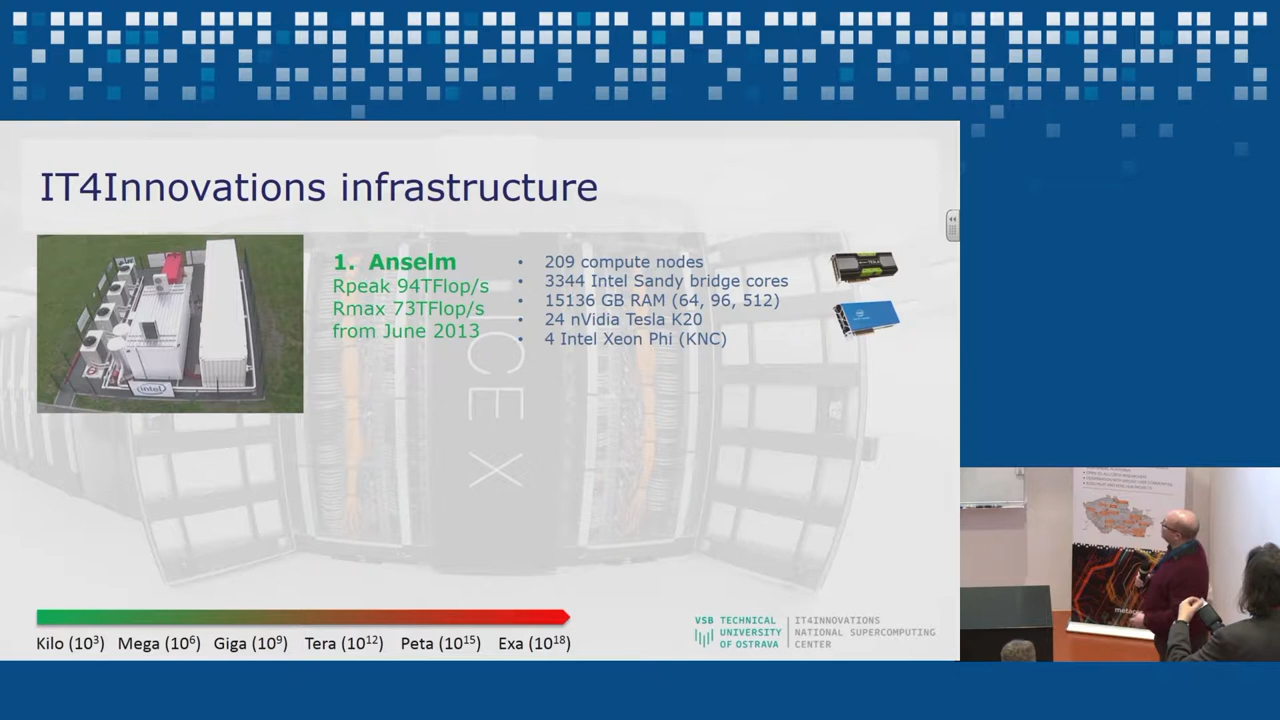 IT4Innovations infrastructure
1. Anselm
Rpeak 94TFlop/s
Rmax 73TFlop/s
from June 2013
• 209 compute nodes
• 3344 Intel Sandy bridge cores
• 15136 GB RAM (64, 96, 512)
• 24 nVidia Tesla K20
• 4 Intel Xeon Phi (KNC)
intel
ICE X
Kilo (10³) Mega (10⁶) Giga (10⁹) Tera (10¹²) Peta (10¹⁵) Exa (10¹⁸)
VSB TECHNICAL
UNIVERSITY
OF OSTRAVA
IT4INNOVATIONS
NATIONAL SUPERCOMPUTING
CENTER